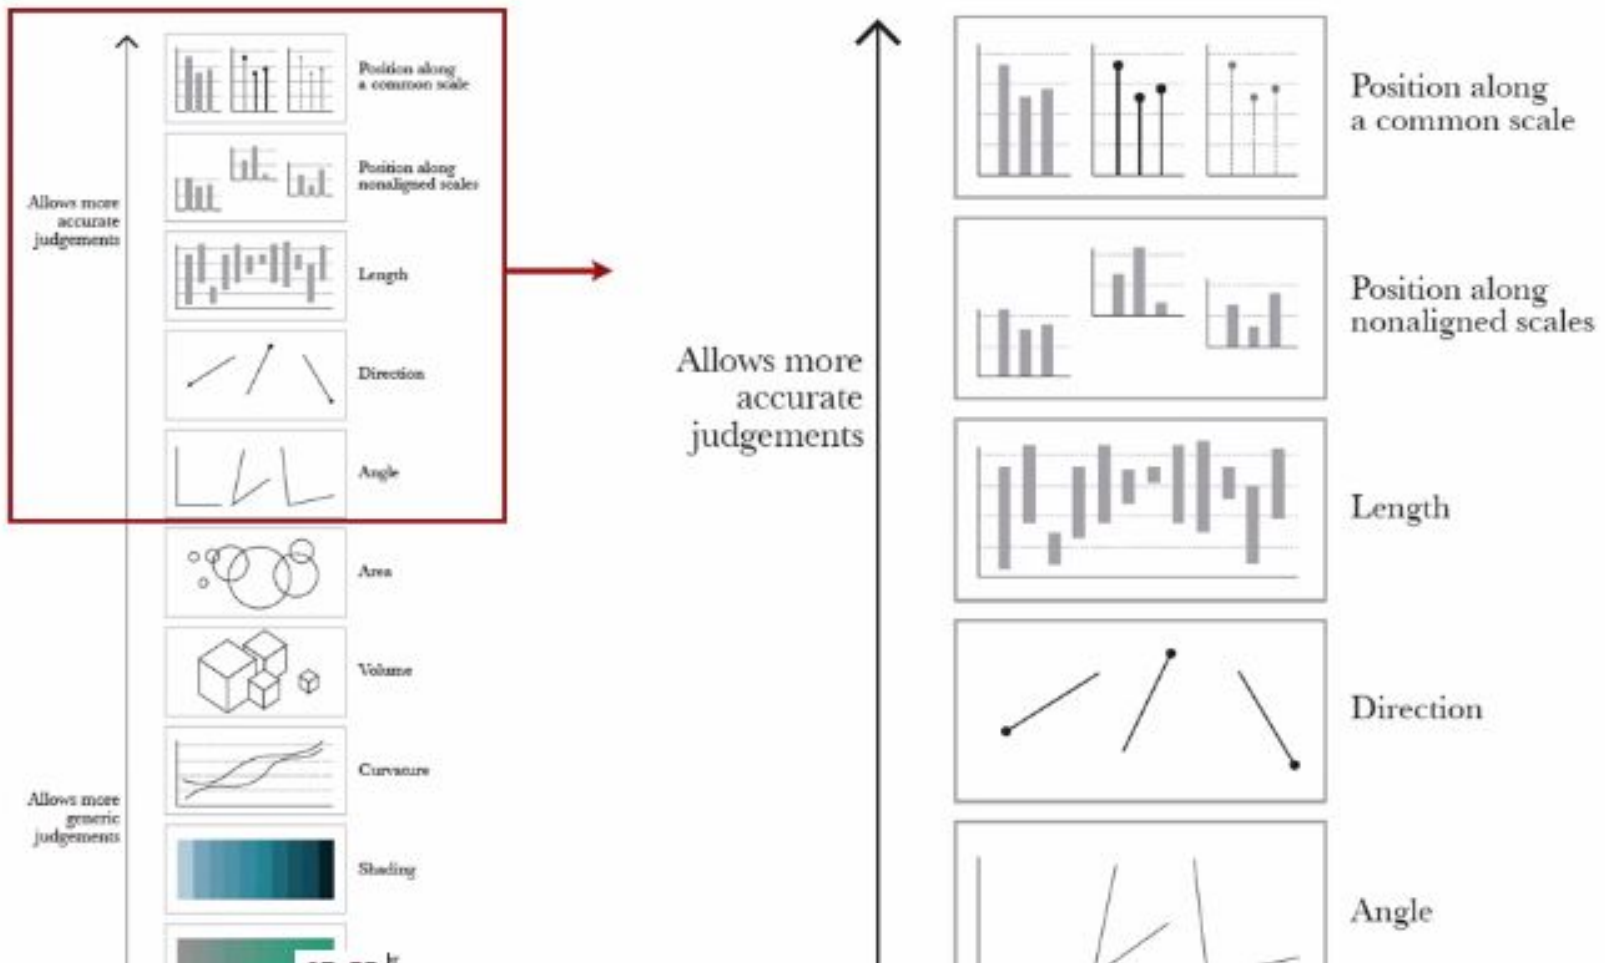 Position along
a common scale
Position along
nonaligned scales
Allows more
accurate
judgements
Length
Direction
Angle
Area
Volume
Curvature
Allows more
generic
judgements
Shading
Position along
a common scale
Position along
nonaligned scales
Allows more
accurate
judgements
Length
Direction
Angle